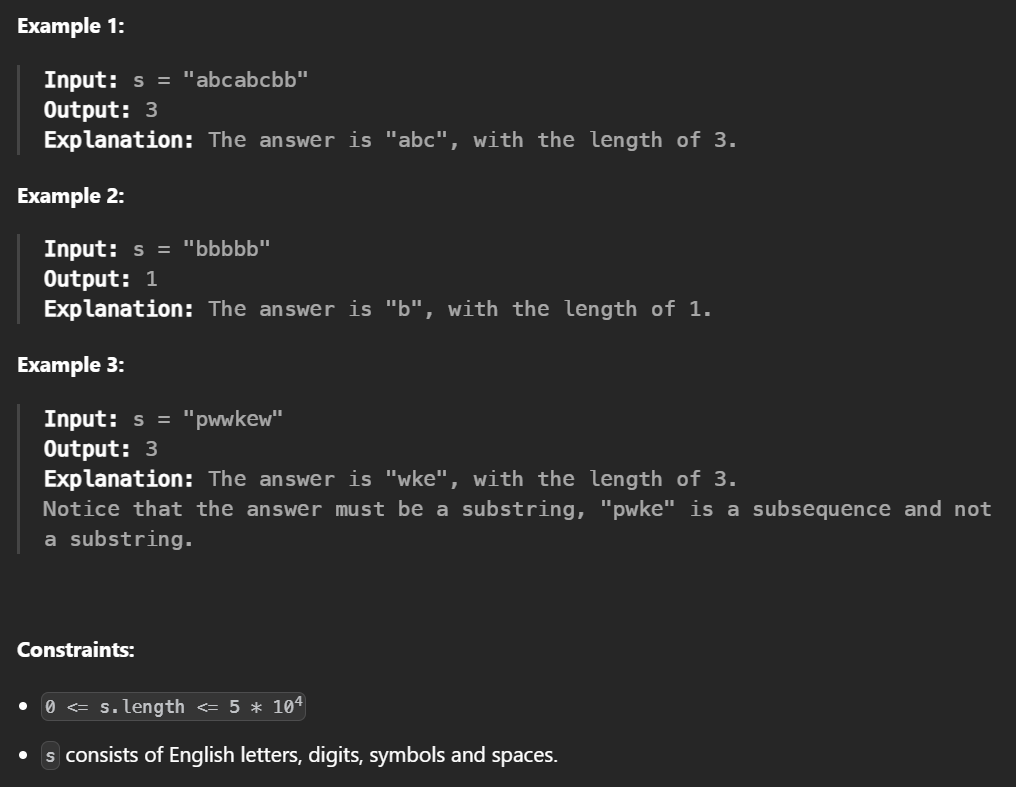 Example 1:
Input: s = "abcabcbb"
Output: 3
Explanation: The answer is "abc", with the length of 3.
Example 2:
Input: s = "bbbbb"
Output: 1
Explanation: The answer is "b", with the length of 1.
Example 3:
Input: s = "pwwkew"
Output: 3
Explanation: The answer is "wke", with the length of 3.
Notice that the answer must be a substring, "pwke" is a subsequence and not
a substring.
Constraints:
• 0 <= s.length <= 5 * 10⁴
• s consists of English letters, digits, symbols and spaces.